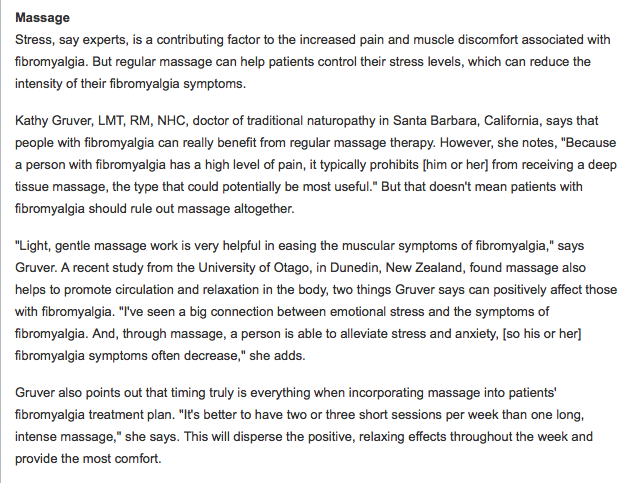 Massage
Stress, say experts, is a contributing factor to the increased pain and muscle discomfort associated with
fibromyalgia. But regular massage can help patients control their stress levels, which can reduce the
intensity of their fibromyalgia symptoms.
Kathy Gruver, LMT, RM, NHC, doctor of traditional naturopathy in Santa Barbara, California, says that
people with fibromyalgia can really benefit from regular massage therapy. However, she notes, "Because
a person with fibromyalgia has a high level of pain, it typically prohibits [him or her] from receiving a deep
tissue massage, the type that could potentially be most useful." But that doesn't mean patients with
fibromyalgia should rule out massage altogether.
"Light, gentle massage work is very helpful in easing the muscular symptoms of fibromyalgia," says
Gruver. A recent study from the University of Otago, in Dunedin, New Zealand, found massage also
helps to promote circulation and relaxation in the body, two things Gruver says can positively affect those
with fibromyalgia. "I've seen a big connection between emotional stress and the symptoms of
fibromyalgia. And, through massage, a person is able to alleviate stress and anxiety, [so his or her]
fibromyalgia symptoms often decrease," she adds.
Gruver also points out that timing truly is everything when incorporating massage into patients'
fibromyalgia treatment plan. "It's better to have two or three short sessions per week than one long,
intense massage," she says. This will disperse the positive, relaxing effects throughout the week and
provide the most comfort.